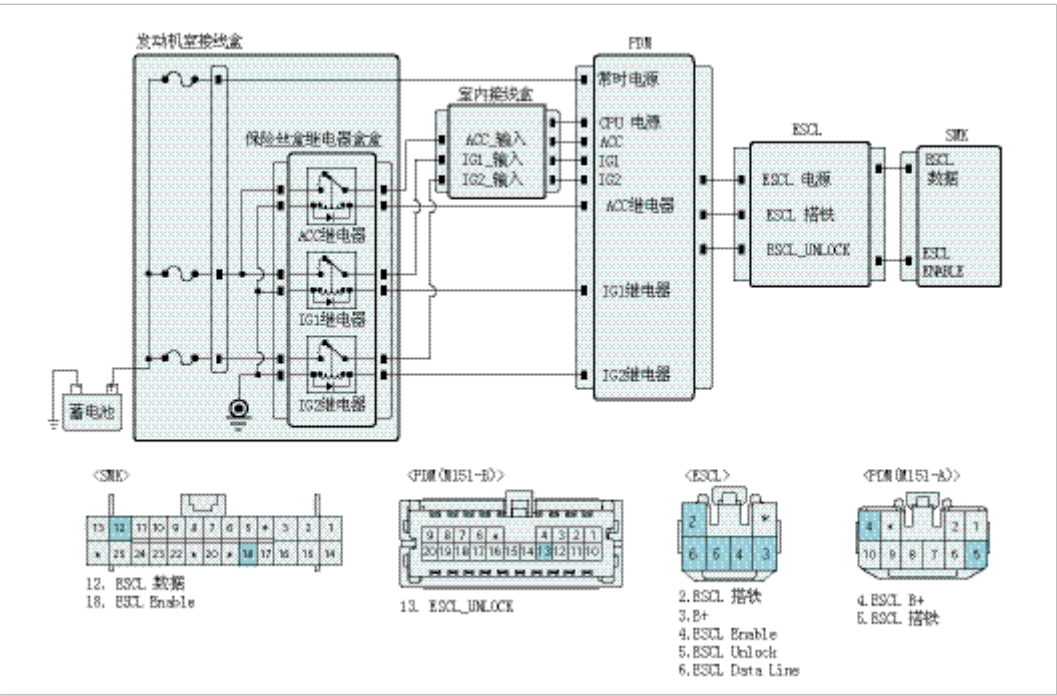 发动机室接线盒
PDM
常时电源
室内接线盒
CPU 电源
ESCL
SMK
保险丝盒继电器盒盒
ACC_输入
ACC
ESCL
数据
IG1_输入
IG1
IG2_输入
IG2
ESCL 电源
ACC继电器
ESCL 搭铁
ACC继电器
ESCL_UNLOCK
ESCL
ENABLE
IG1继电器
IG1继电器
IG2继电器
IG2继电器
蓄电池
<SMK>
<PDM(M151-B)>
<ESCL>
<PDM(M151-A)>
13 12 11 10 9 8 7 6 5 * 3 2 1
* 25 24 23 22 * 20 * 18 17 16 15 14
9 8 7 6 * 4 3 2 1
20 19 18 17 16 15 14 13 12 11 10
2 *
6 5 4 3
4 * 2 1
10 9 8 7 6 5
12. ESCL 数据
18. ESCL Enable
13. ESCL_UNLOCK
2.ESCL 搭铁
3.B+
4.ESCL Enable
5.ESCL Unlock
6.ESCL Data Line
4.ESCL B+
5.ESCL 搭铁